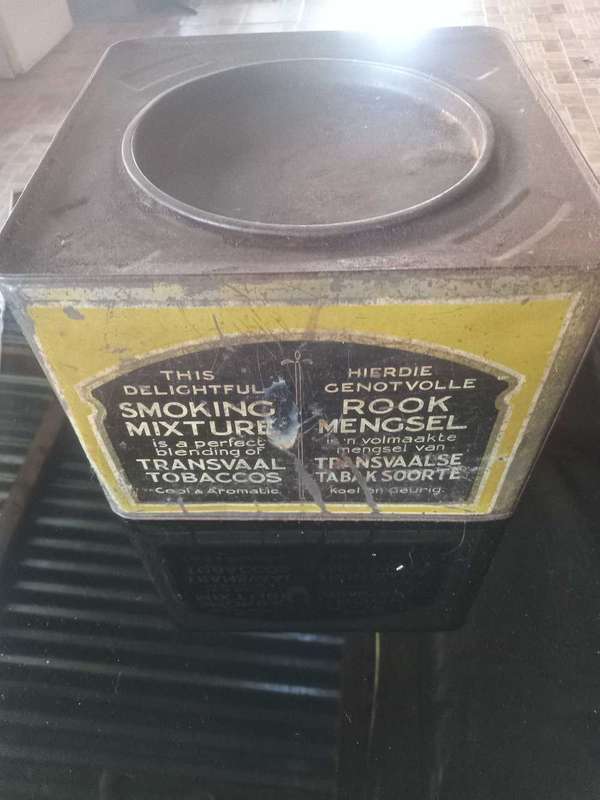 THIS
DELIGHTFUL
SMOKING
MIXTURE
is a perfect
blending of
TRANSVAAL
TOBACCOS
Cool & Aromatic
HIERDIE
GENOTVOLLE
ROOK
MENGSEL
is 'n volmaakte
mengsel van
TRANSVAALSE
TABAKSOORTE
Koel en Geurig.